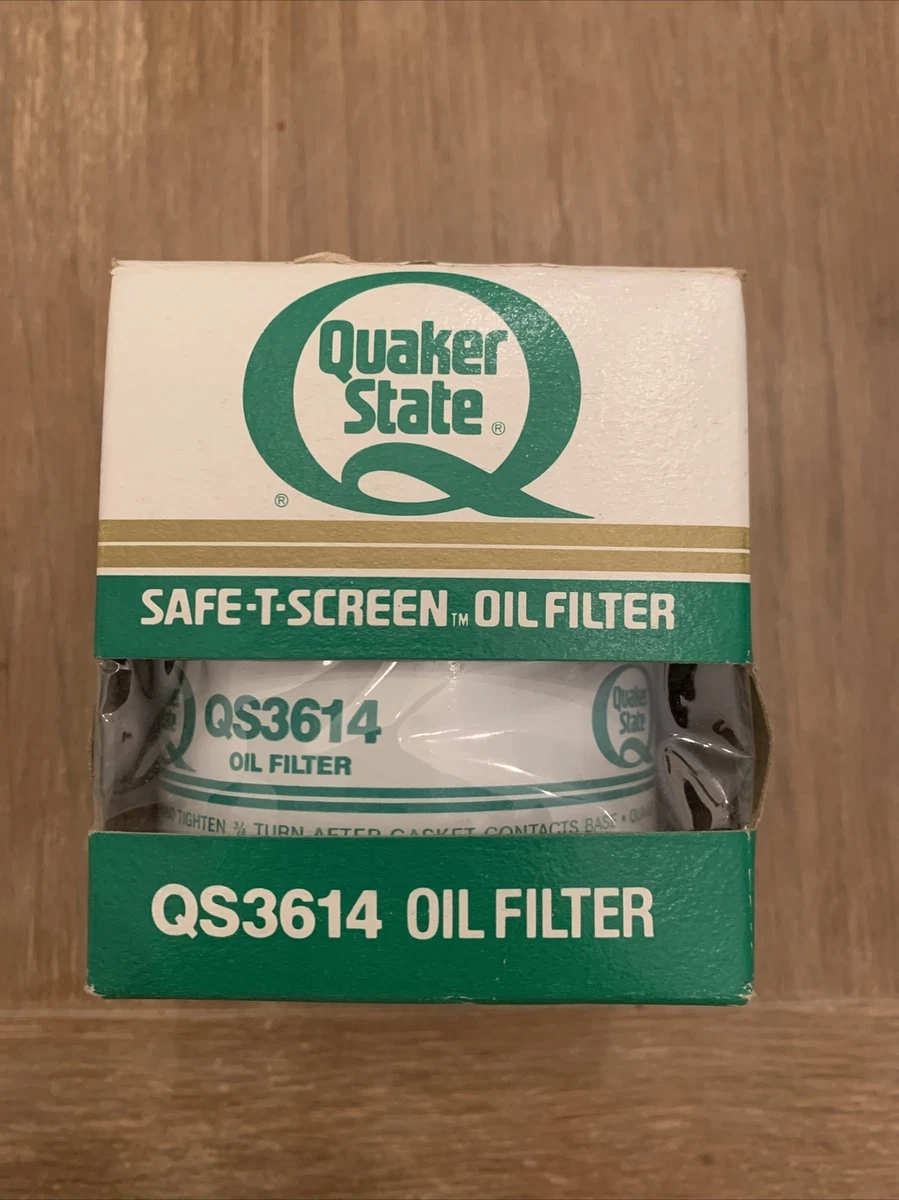 Quaker
State®
®
SAFE-T-SCREEN™ OIL FILTER
QS3614
OIL FILTER
Quaker
State
TIGHTEN ¾ TURN AFTER GASKET CONTACTS BASE •
QS3614 OIL FILTER